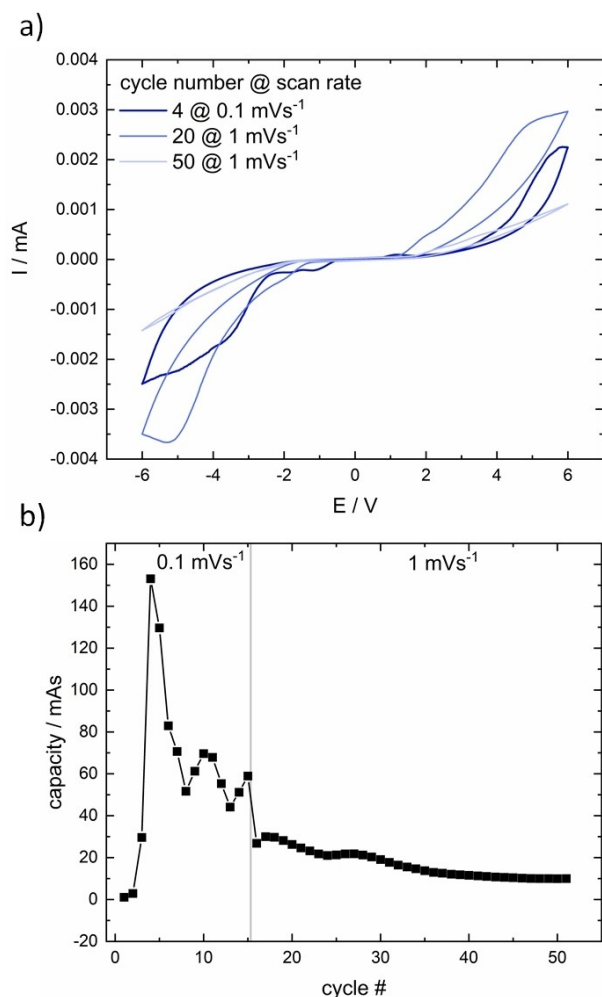 a)
0.004
0.003
0.002
0.001
0.000
-0.001
-0.002
-0.003
-0.004
I / mA
cycle number @ scan rate
4 @ 0.1 mVs⁻¹
20 @ 1 mVs⁻¹
50 @ 1 mVs⁻¹
-6 -4 -2 0 2 4 6
E / V
b)
160
140
120
100
80
60
40
20
0
-20
capacity / mAs
0.1 mVs⁻¹ 1 mVs⁻¹
0 10 20 30 40 50
cycle #